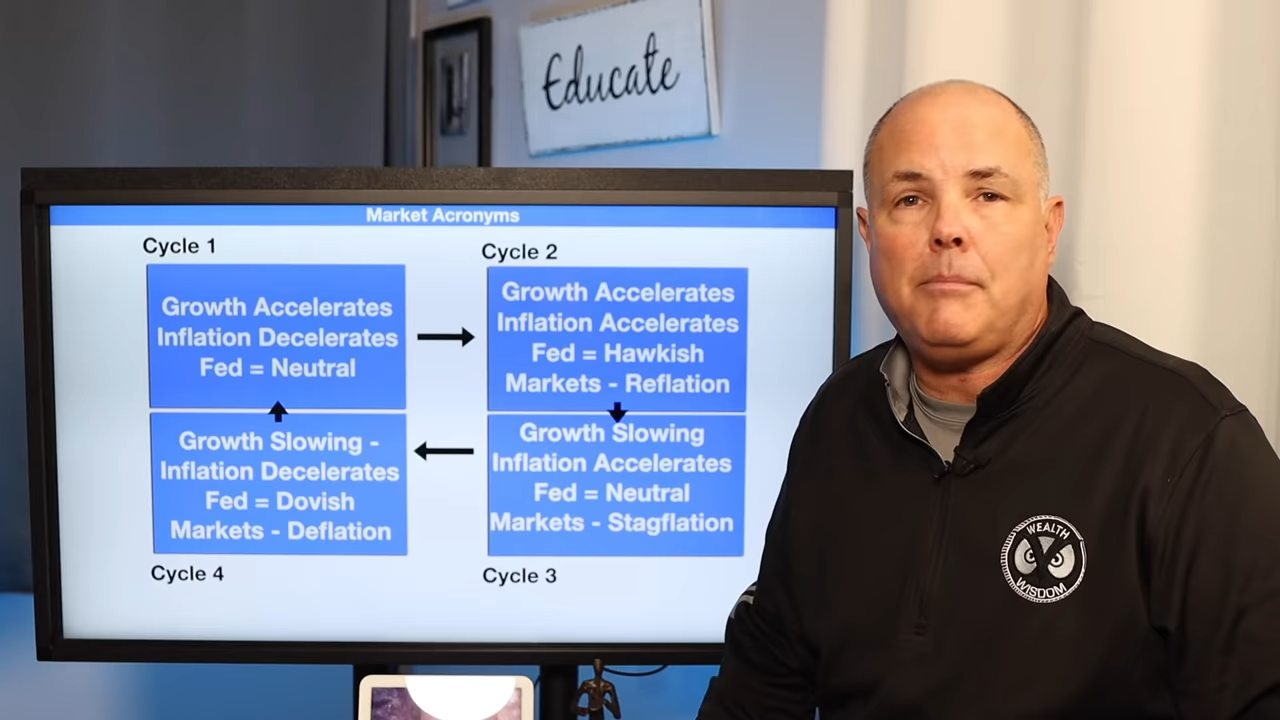 Educate
Market Acronyms
Cycle 1
Growth Accelerates
Inflation Decelerates
Fed = Neutral
Cycle 2
Growth Accelerates
Inflation Accelerates
Fed = Hawkish
Markets - Reflation
Growth Slowing -
Inflation Decelerates
Fed = Dovish
Markets - Deflation
Cycle 4
Growth Slowing
Inflation Accelerates
Fed = Neutral
Markets - Stagflation
Cycle 3
WEALTH
WISDOM